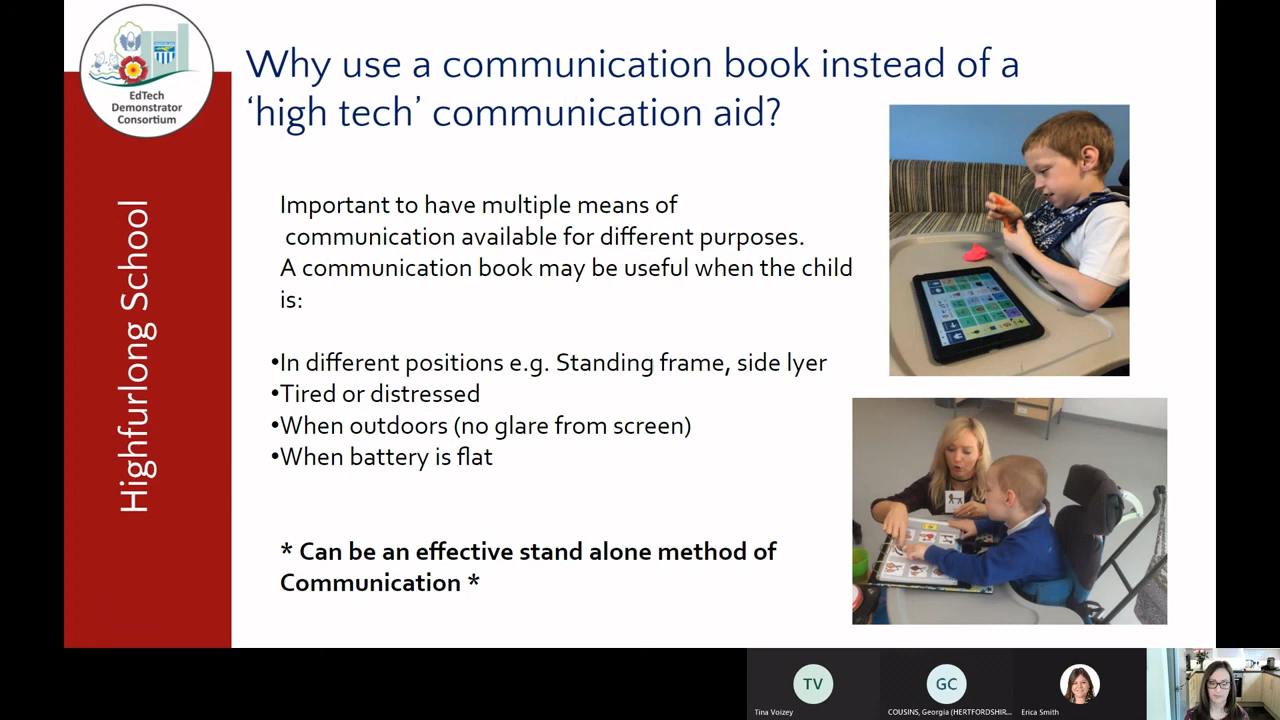 EdTech
Demonstrator
Consortium
Highfurlong School
Why use a communication book instead of a
‘high tech’ communication aid?
Important to have multiple means of
communication available for different purposes.
A communication book may be useful when the child
is:
•In different positions e.g. Standing frame, side lyer
•Tired or distressed
•When outdoors (no glare from screen)
•When battery is flat
* Can be an effective stand alone method of
Communication *
TV
Tina Voizey
GC
COUSINS, Georgia (HERTFORDSHIR...
Erica Smith